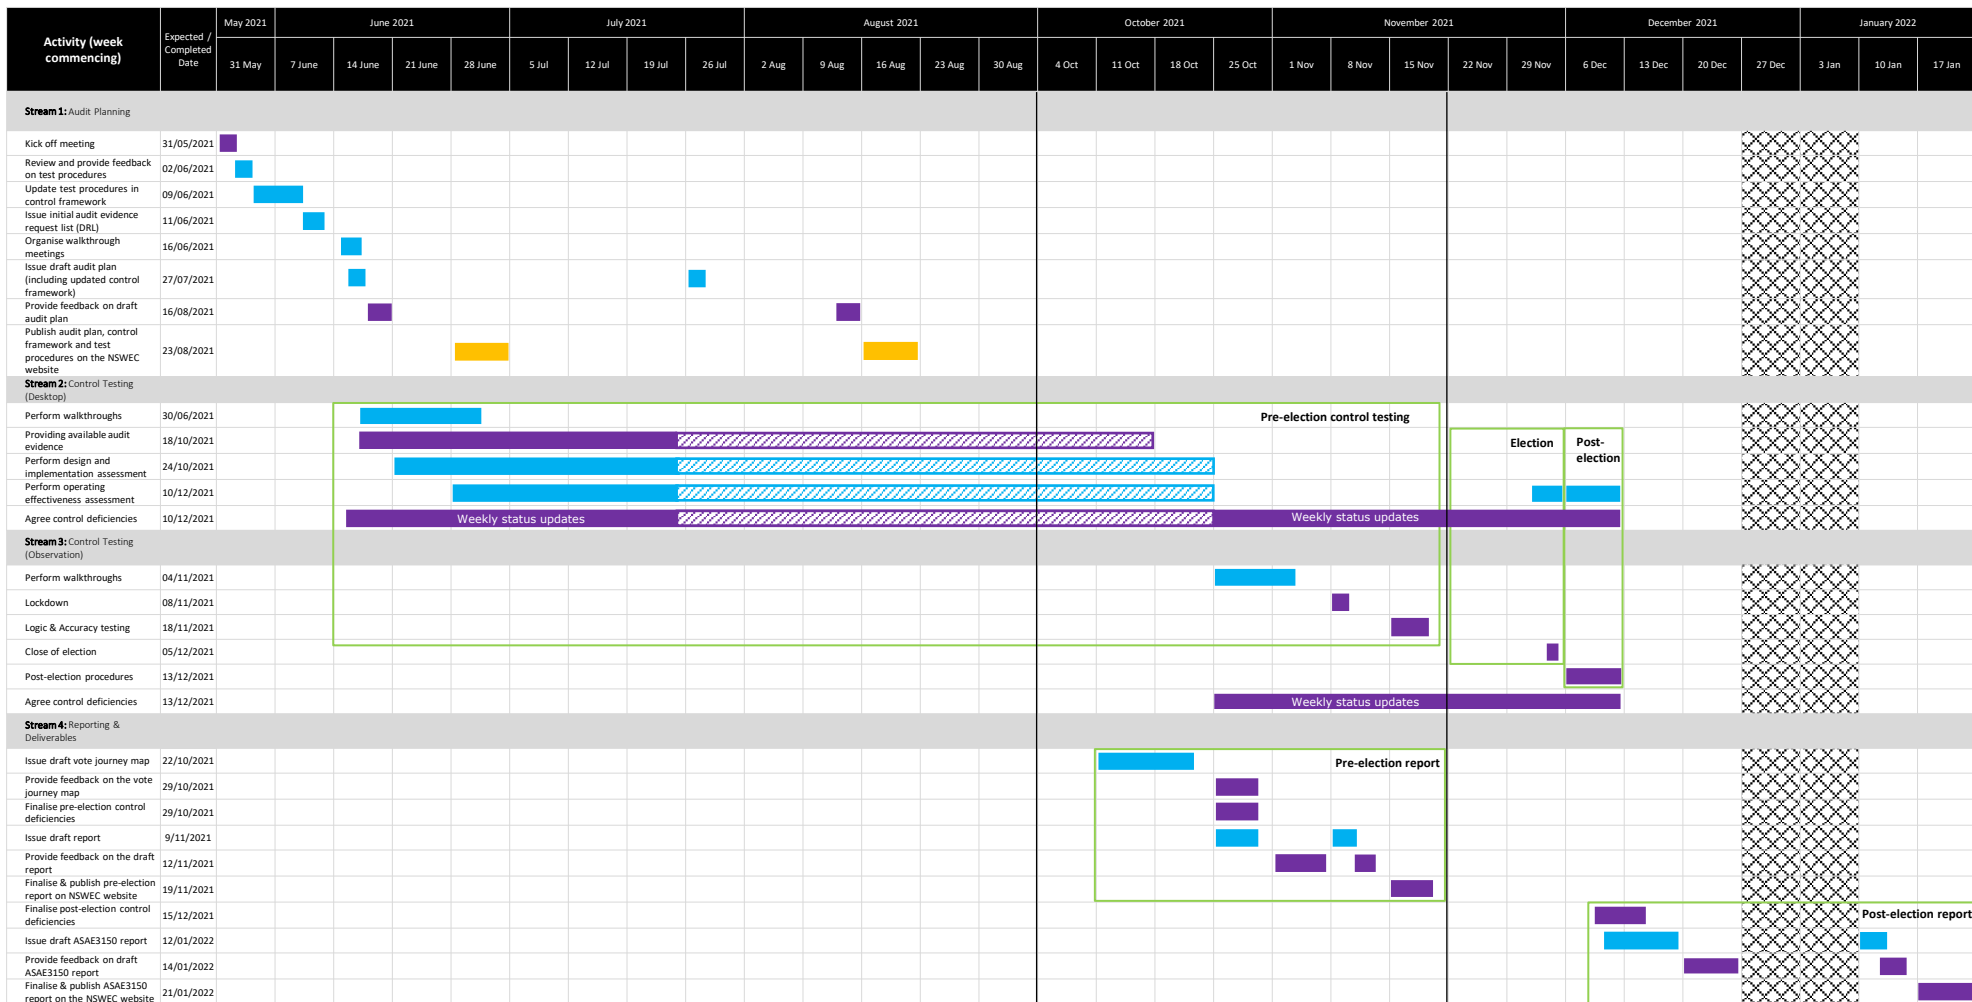 May 2021
June 2021
July 2021
August 2021
October 2021
November 2021
December 2021
January 2022
Activity (week
commencing)
Expected /
Completed
Date
31 May
7 June
14 June
21 June
28 June
5 Jul
12 Jul
19 Jul
26 Jul
2 Aug
9 Aug
16 Aug
23 Aug
30 Aug
4 Oct
11 Oct
18 Oct
25 Oct
1 Nov
8 Nov
15 Nov
22 Nov
29 Nov
6 Dec
13 Dec
20 Dec
27 Dec
3 Jan
10 Jan
17 Jan
Stream 1: Audit Planning
Kick off meeting
31/05/2021
Review and provide feedback
on test procedures
02/06/2021
Update test procedures in
control framework
09/06/2021
Issue initial audit evidence
request list (DRL)
11/06/2021
Organise walkthrough
meetings
16/06/2021
Issue draft audit plan
(including updated control
framework)
27/07/2021
Provide feedback on draft
audit plan
16/08/2021
Publish audit plan, control
framework and test
procedures on the NSWEC
website
23/08/2021
Stream 2: Control Testing
(Desktop)
Perform walkthroughs
30/06/2021
Pre-election control testing
Providing available audit
evidence
18/10/2021
Election
Post-
election
Perform design and
implementation assessment
24/10/2021
Perform operating
effectiveness assessment
10/12/2021
Agree control deficiencies
10/12/2021
Weekly status updates
Weekly status updates
Stream 3: Control Testing
(Observation)
Perform walkthroughs
04/11/2021
Lockdown
08/11/2021
Logic & Accuracy testing
18/11/2021
Close of election
05/12/2021
Post-election procedures
13/12/2021
Agree control deficiencies
13/12/2021
Weekly status updates
Stream 4: Reporting &
Deliverables
Issue draft vote journey map
22/10/2021
Pre-election report
Provide feedback on the vote
journey map
29/10/2021
Finalise pre-election control
deficiencies
29/10/2021
Issue draft report
9/11/2021
Provide feedback on the draft
report
12/11/2021
Finalise & publish pre-election
report on NSWEC website
19/11/2021
Finalise post-election control
deficiencies
15/12/2021
Post-election report
Issue draft ASAE3150 report
12/01/2022
Provide feedback on draft
ASAE3150 report
14/01/2022
Finalise & publish ASAE3150
report on the NSWEC website
21/01/2022